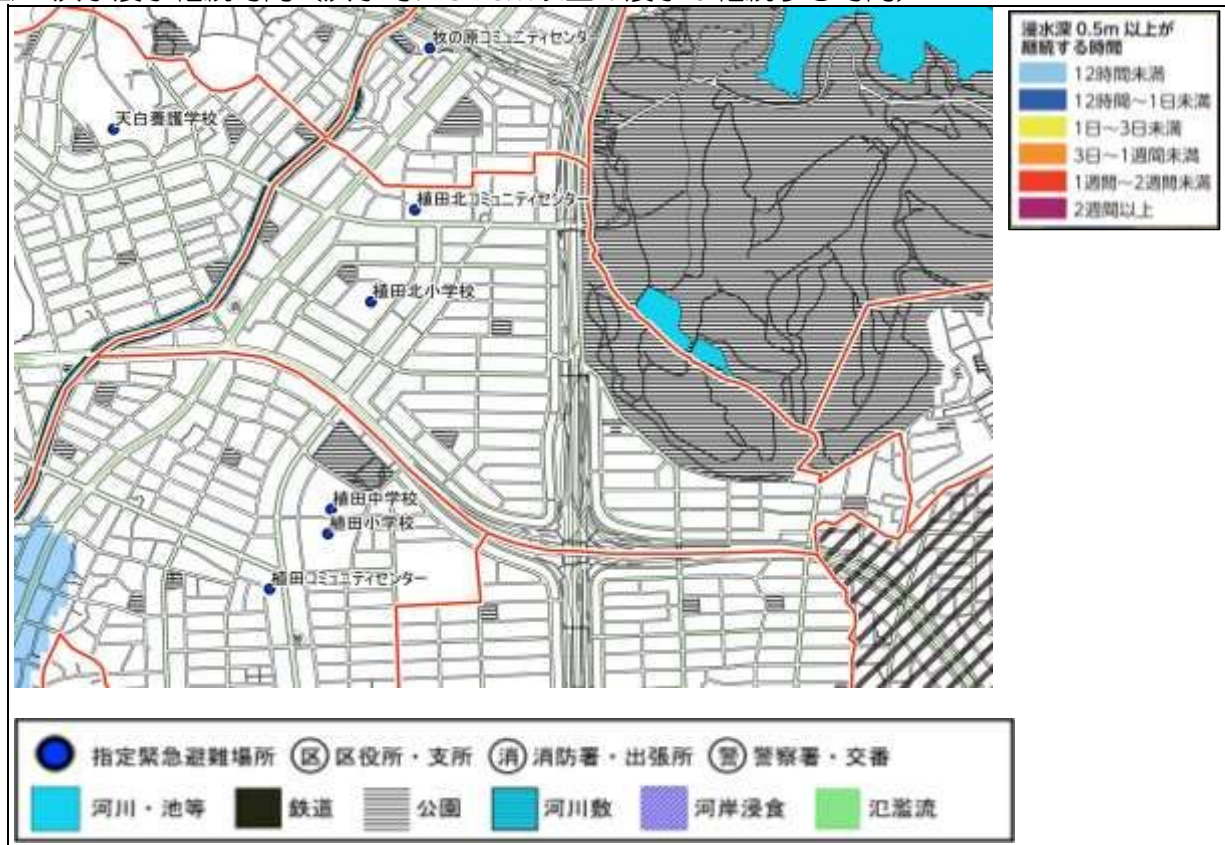 牧の原コミュニティセンター
天白養護学校
植田北コミュニティセンター
植田北小学校
植田中学校
植田小学校
植田コミュニティセンター
浸水深 0.5m 以上が
継続する時間
12時間未満
12時間～1日未満
1日～3日未満
3日～1週間未満
1週間～2週間未満
2週間以上
指定緊急避難場所 区 区役所・支所 消 消防署・出張所 警 警察署・交番
河川・池等 鉄道 公園 河川敷 河岸浸食 氾濫流